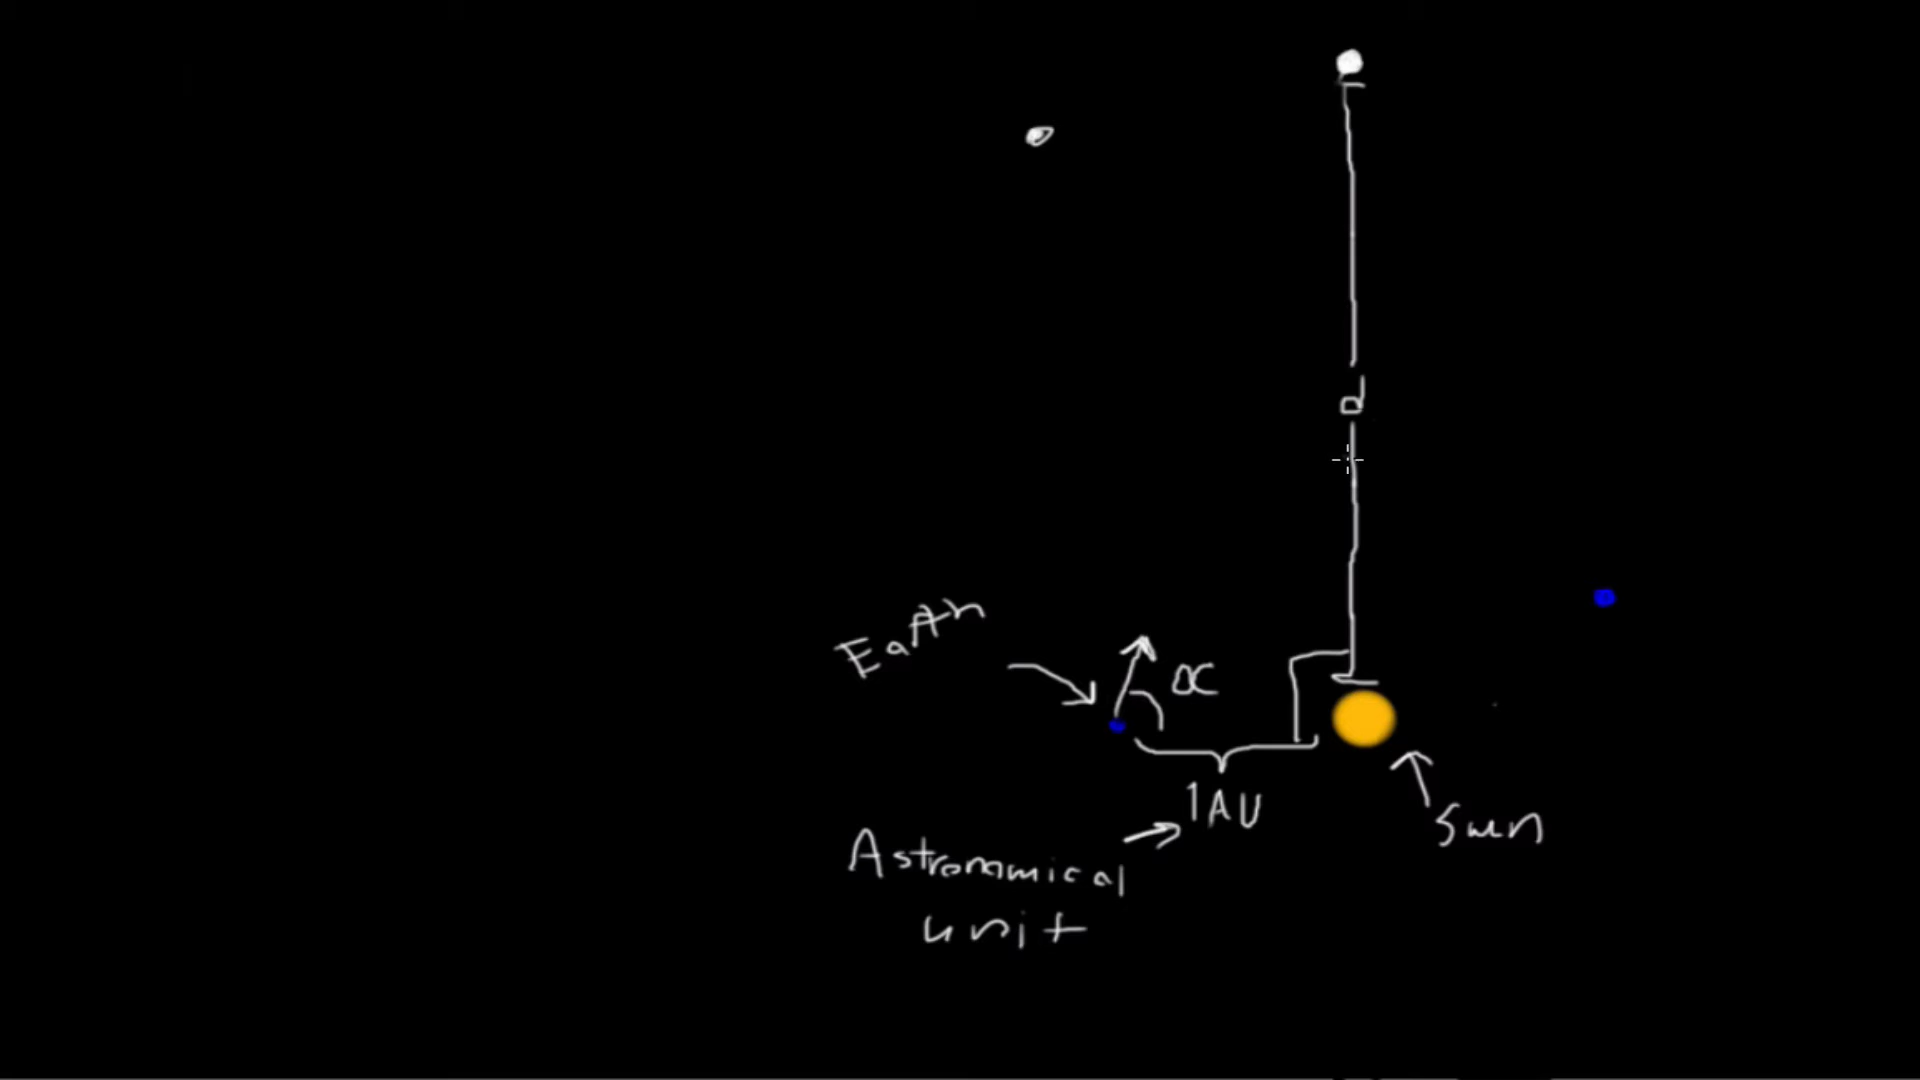 d
Earth
α
1AU
Sun
Astronomical
unit